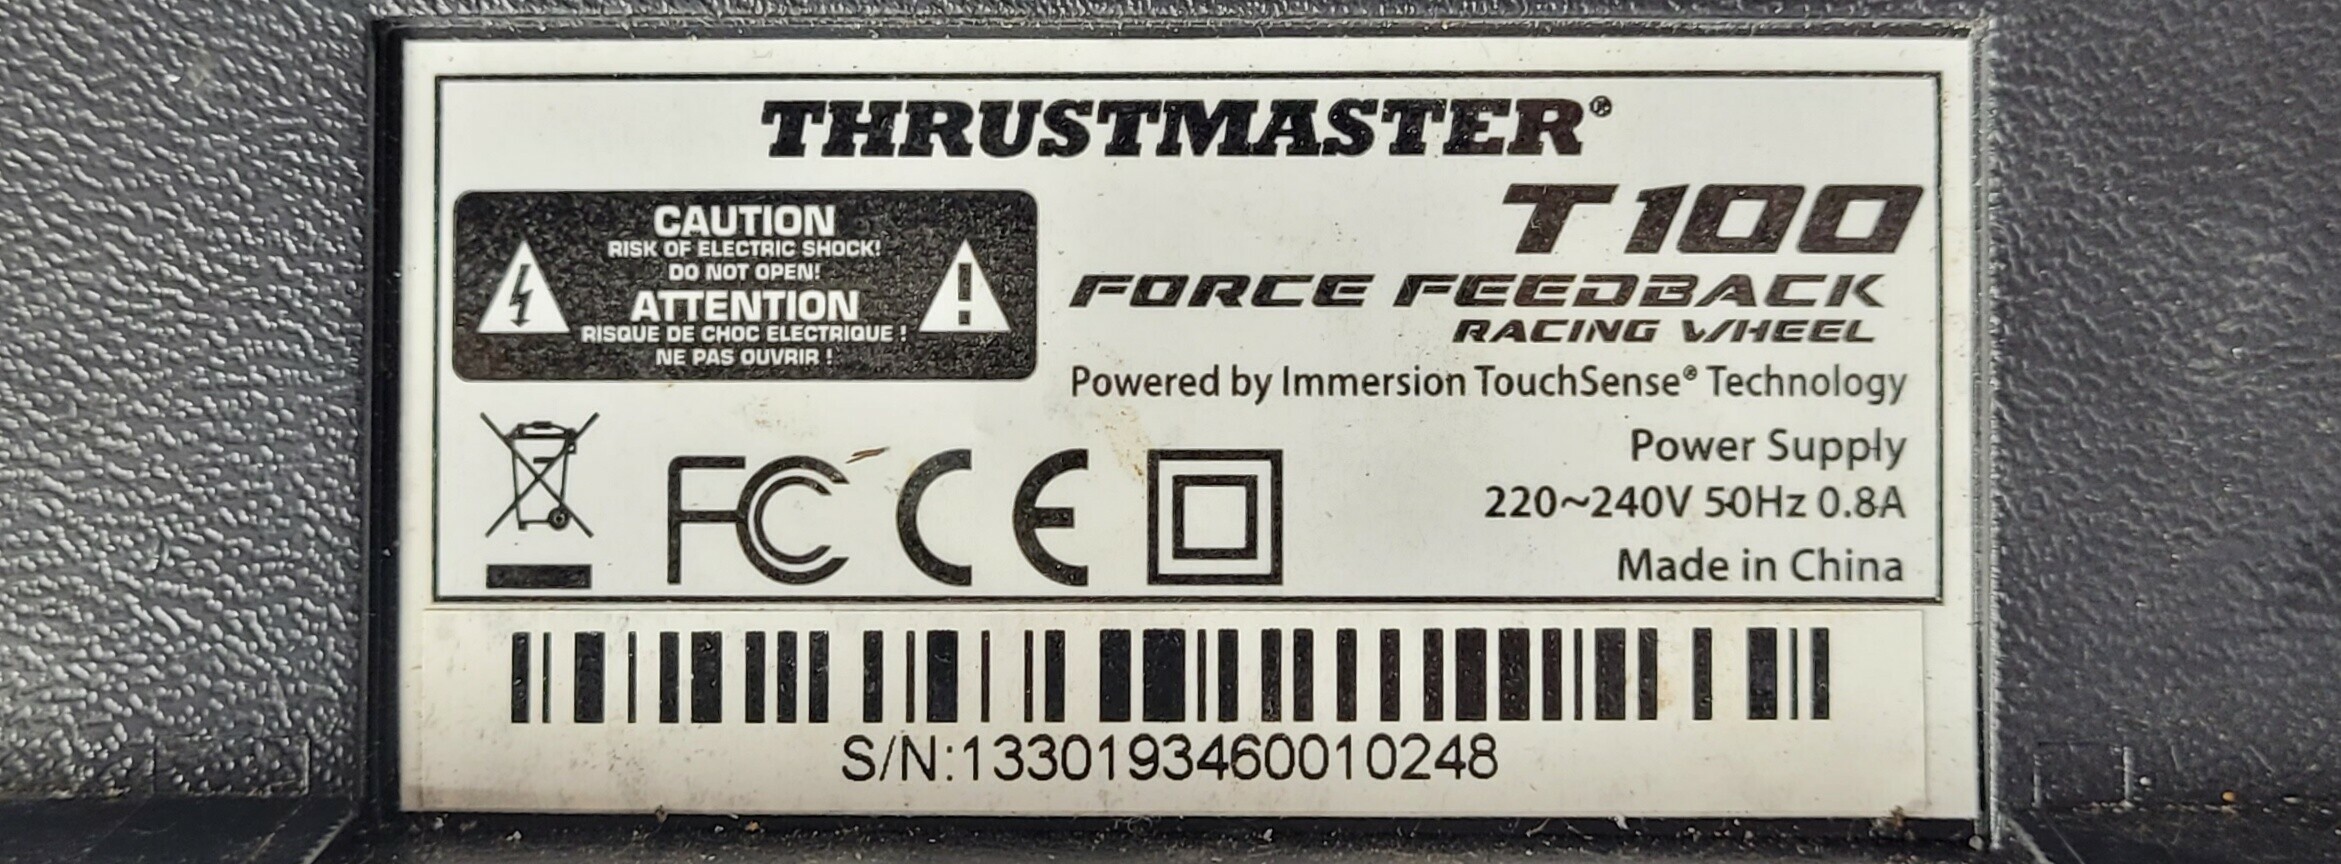 THRUSTMASTER®
CAUTION
RISK OF ELECTRIC SHOCK!
DO NOT OPEN!
ATTENTION
RISQUE DE CHOC ELECTRIQUE !
NE PAS OUVRIR !
T100
FORCE FEEDBACK
RACING WHEEL
Powered by Immersion TouchSense® Technology
Power Supply
220~240V 50Hz 0.8A
Made in China
FC CE
S/N:1330193460010248